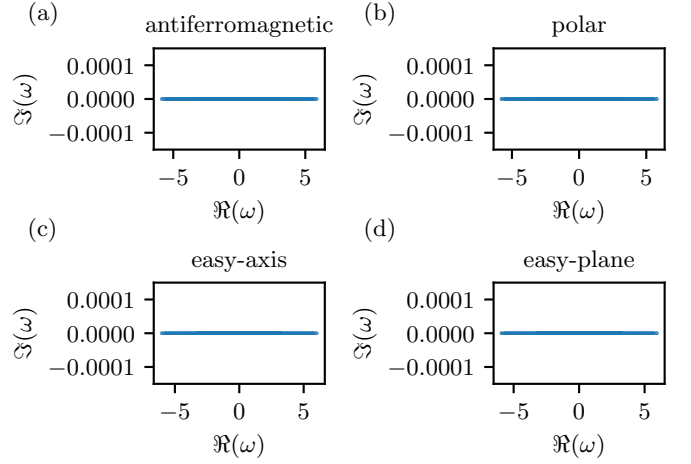 (a)
antiferromagnetic
0.0001
0.0000
−0.0001
ℑ(ω)
−5 0 5
ℜ(ω)
(b)
polar
0.0001
0.0000
−0.0001
ℑ(ω)
−5 0 5
ℜ(ω)
(c)
easy-axis
0.0001
0.0000
−0.0001
ℑ(ω)
−5 0 5
ℜ(ω)
(d)
easy-plane
0.0001
0.0000
−0.0001
ℑ(ω)
−5 0 5
ℜ(ω)